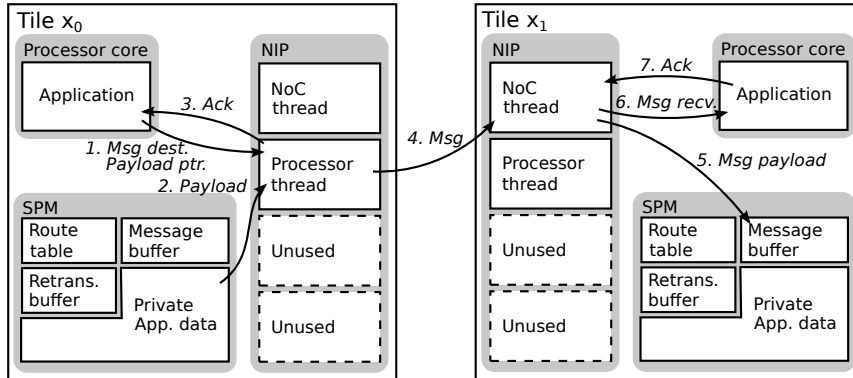 Tile x0
Processor core
Application
NIP
NoC
thread
3. Ack
1. Msg dest.
Payload ptr.
2. Payload
Processor
thread
Unused
Unused
SPM
Route
table
Message
buffer
Retrans.
buffer
Private
App. data
4. Msg
Tile x1
NIP
NoC
thread
Processor
thread
Unused
Unused
Processor core
Application
7. Ack
6. Msg recv.
5. Msg payload
SPM
Route
table
Message
buffer
Retrans.
buffer
Private
App. data